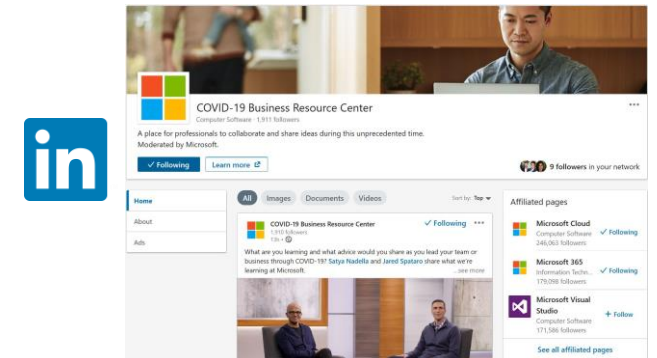 in
COVID-19 Business Resource Center
Computer Software · 1,911 followers
A place for professionals to collaborate and share ideas during this unprecedented time.
Moderated by Microsoft.
✓ Following
Learn more
9 followers in your network
Home
About
Ads
All
Images
Documents
Videos
Sort by: Top
COVID-19 Business Resource Center
1,910 followers
✓ Following
What are you learning and what advice would you share as you lead your team or
business through COVID-19? Satya Nadella and Jared Spataro share what we're
learning at Microsoft.
...see more
Affiliated pages
Microsoft Cloud
Computer Software
246,063 followers
✓ Following
Microsoft 365
Information Techn...
179,098 followers
✓ Following
Microsoft Visual
Studio
Computer Software
171,586 followers
+ Follow
See all affiliated pages